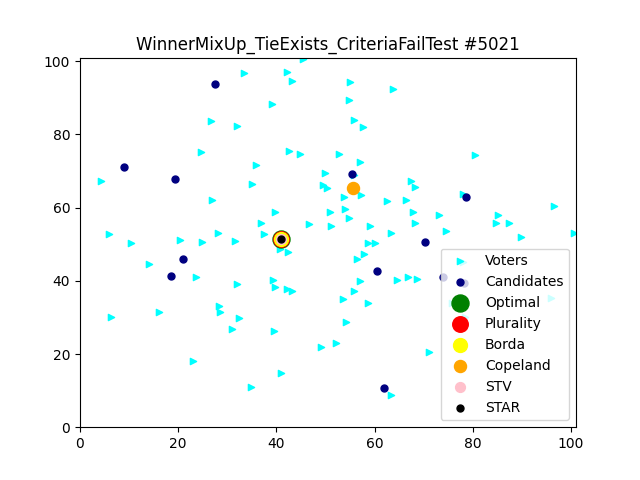 WinnerMixUp_TieExists_CriteriaFailTest #5021
100
80
60
40
20
0
0 20 40 60 80 100
Voters
Candidates
Optimal
Plurality
Borda
Copeland
STV
STAR